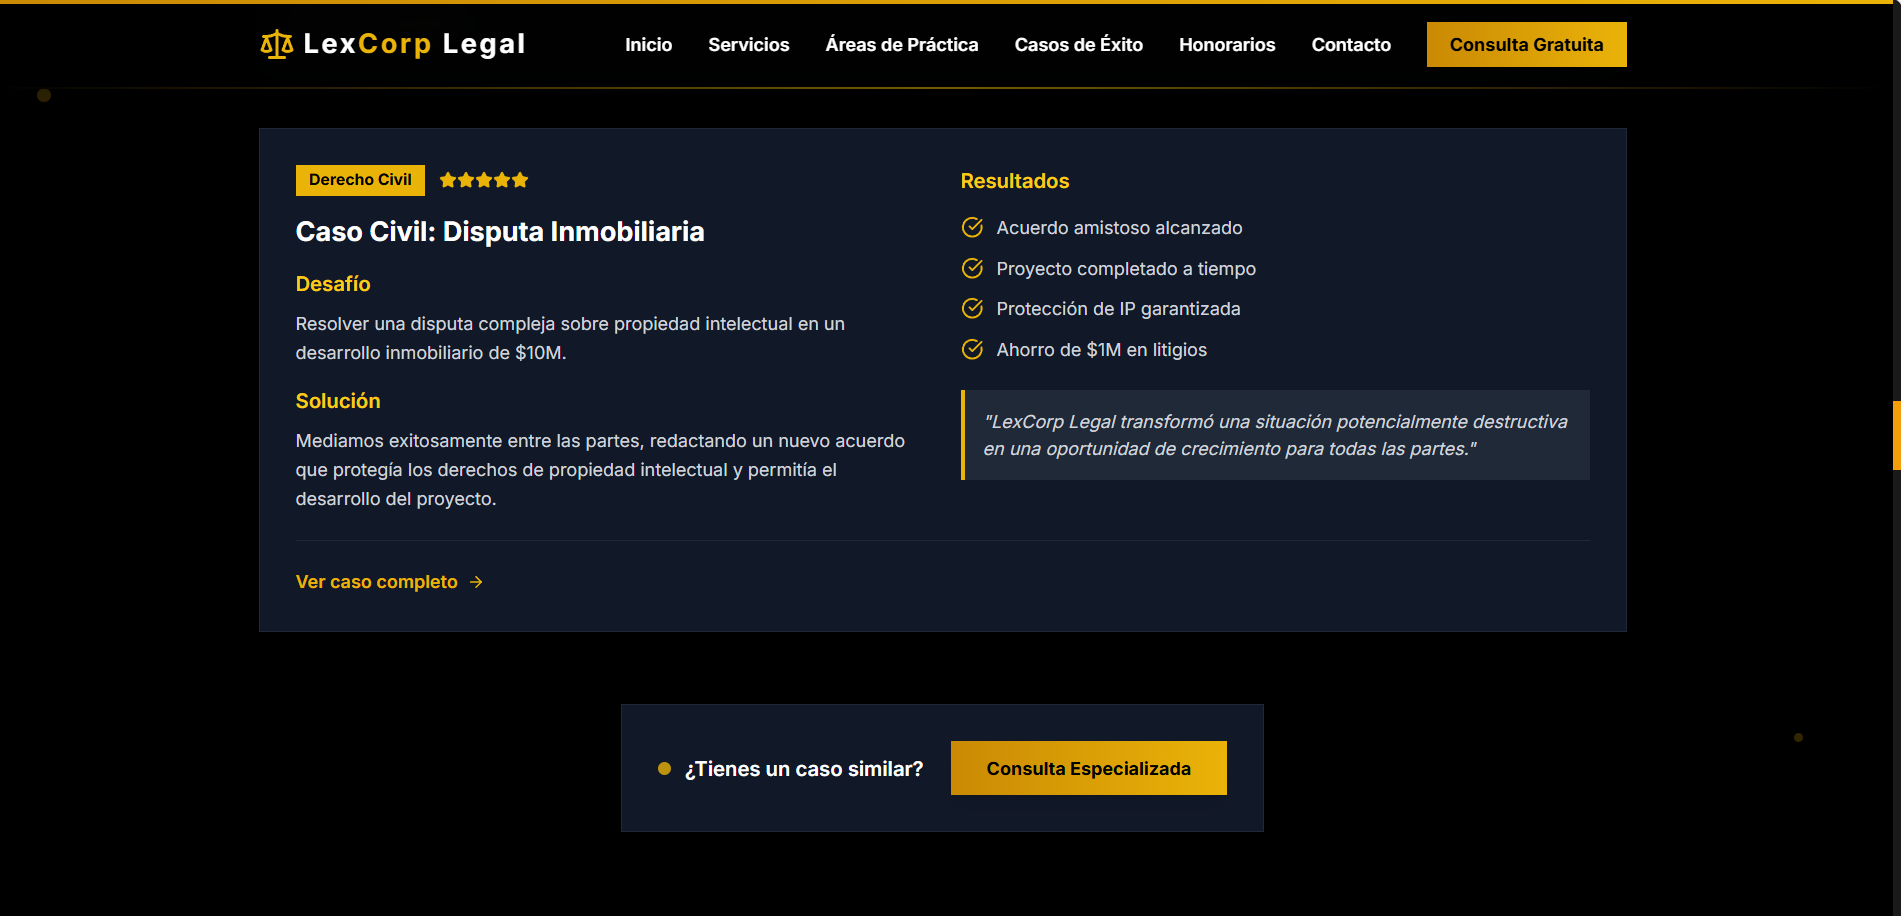 LexCorp Legal
Inicio
Servicios
Áreas de Práctica
Casos de Éxito
Honorarios
Contacto
Consulta Gratuita
Derecho Civil
Caso Civil: Disputa Inmobiliaria
Desafío
Resolver una disputa compleja sobre propiedad intelectual en un
desarrollo inmobiliario de $10M.
Solución
Mediamos exitosamente entre las partes, redactando un nuevo acuerdo
que protegía los derechos de propiedad intelectual y permitía el
desarrollo del proyecto.
Resultados
Acuerdo amistoso alcanzado
Proyecto completado a tiempo
Protección de IP garantizada
Ahorro de $1M en litigios
"LexCorp Legal transformó una situación potencialmente destructiva
en una oportunidad de crecimiento para todas las partes."
Ver caso completo →
¿Tienes un caso similar?
Consulta Especializada